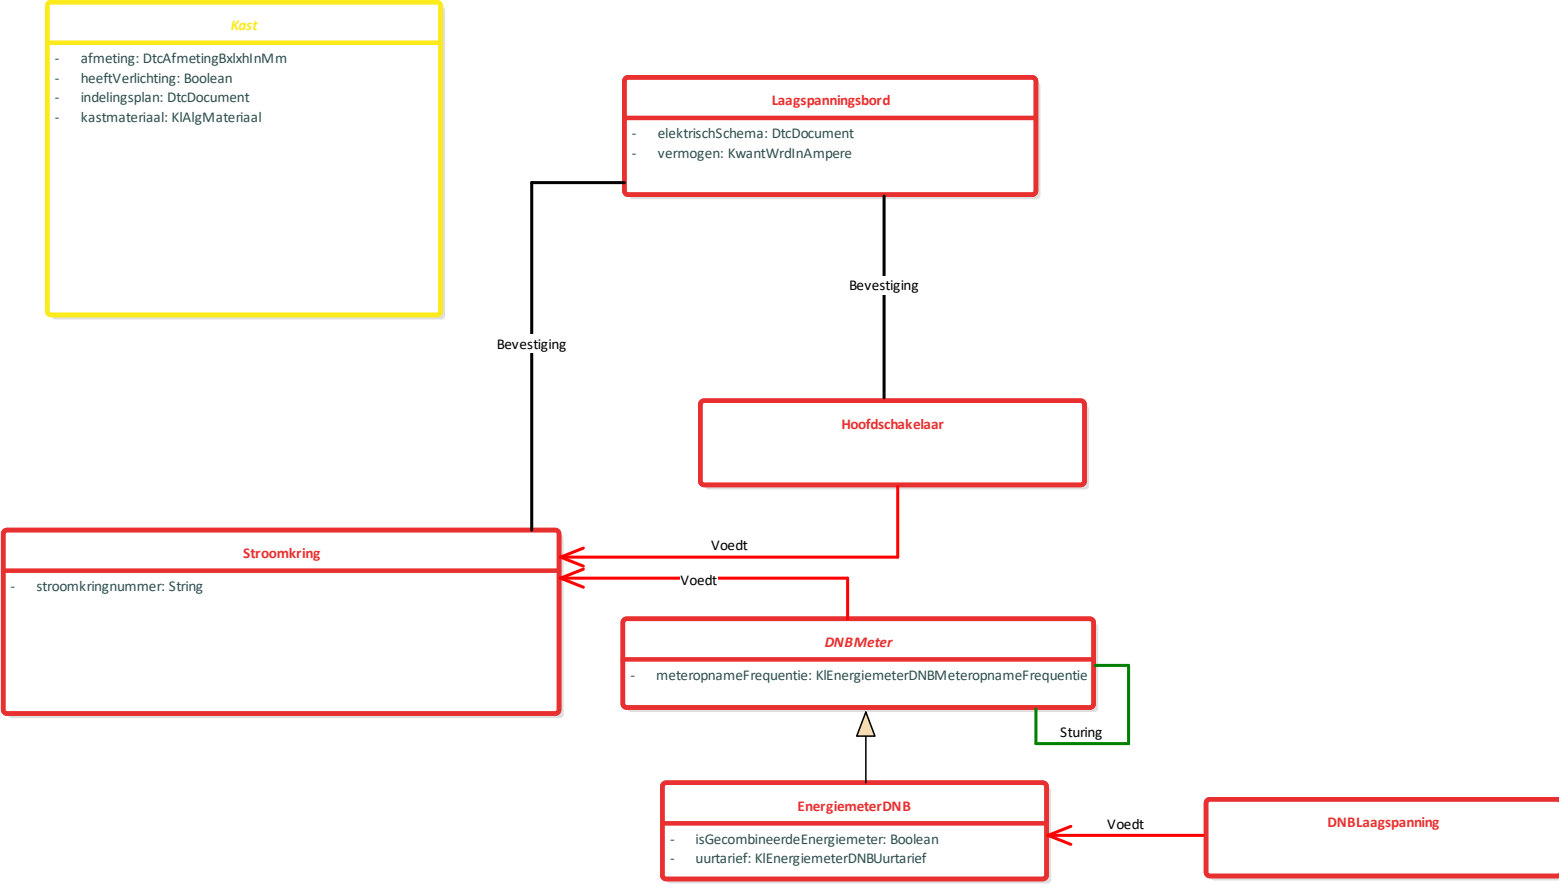 Kast
- afmeting: DtcAfmetingBxlxhInMm
- heeftVerlichting: Boolean
- indelingsplan: DtcDocument
- kastmateriaal: KlAlgMateriaal
Laagspanningsbord
- elektrischSchema: DtcDocument
- vermogen: KwantWrdInAmpere
Bevestiging
Bevestiging
Hoofdschakelaar
Voedt
Stroomkring
- stroomkringnummer: String
Voedt
DNBMeter
- meteropnameFrequentie: KlEnergiemeterDNBMeteropnameFrequentie
Sturing
EnergiemeterDNB
- isGecombineerdeEnergiemeter: Boolean
- uurtarief: KlEnergiemeterDNBUurtarief
Voedt
DNBLaagspanning